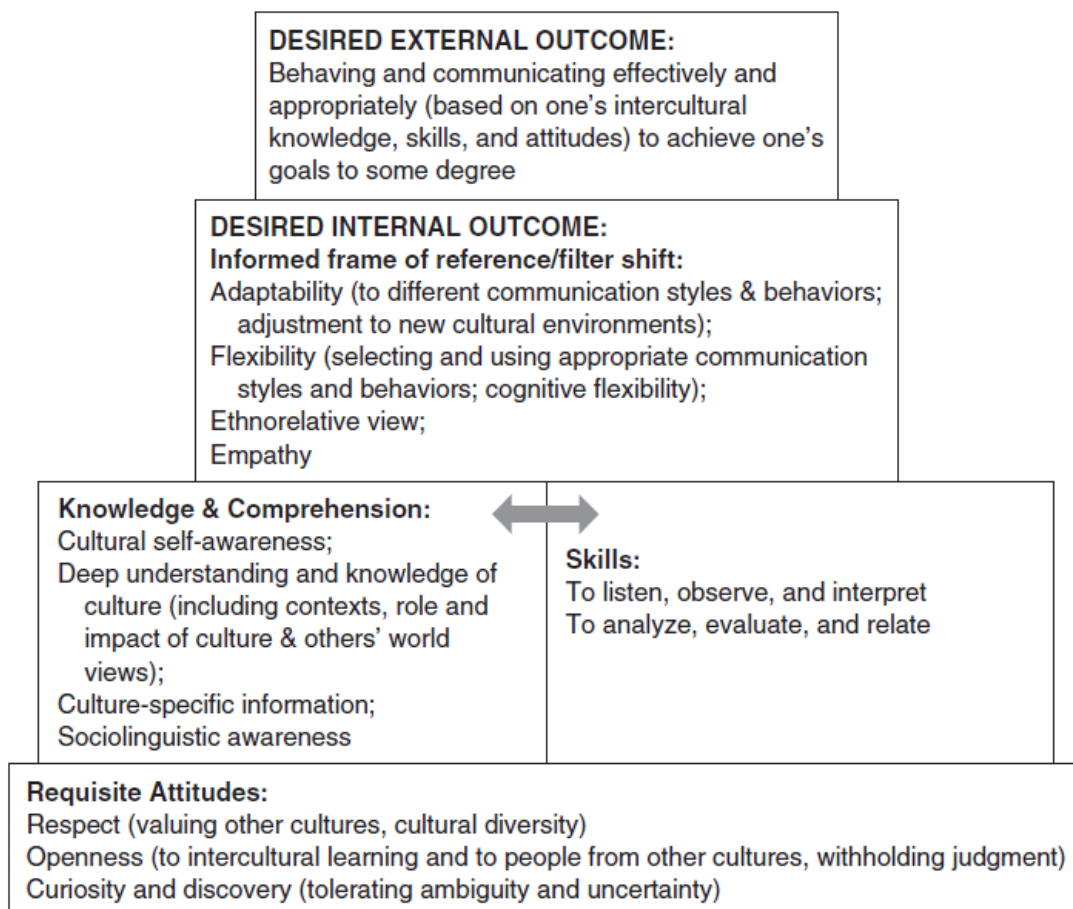 DESIRED EXTERNAL OUTCOME:
Behaving and communicating effectively and
appropriately (based on one's intercultural
knowledge, skills, and attitudes) to achieve one's
goals to some degree
DESIRED INTERNAL OUTCOME:
Informed frame of reference/filter shift:
Adaptability (to different communication styles & behaviors;
adjustment to new cultural environments);
Flexibility (selecting and using appropriate communication
styles and behaviors; cognitive flexibility);
Ethnorelative view;
Empathy
Knowledge & Comprehension:
Cultural self-awareness;
Deep understanding and knowledge of
culture (including contexts, role and
impact of culture & others' world
views);
Culture-specific information;
Sociolinguistic awareness
Skills:
To listen, observe, and interpret
To analyze, evaluate, and relate
Requisite Attitudes:
Respect (valuing other cultures, cultural diversity)
Openness (to intercultural learning and to people from other cultures, withholding judgment)
Curiosity and discovery (tolerating ambiguity and uncertainty)